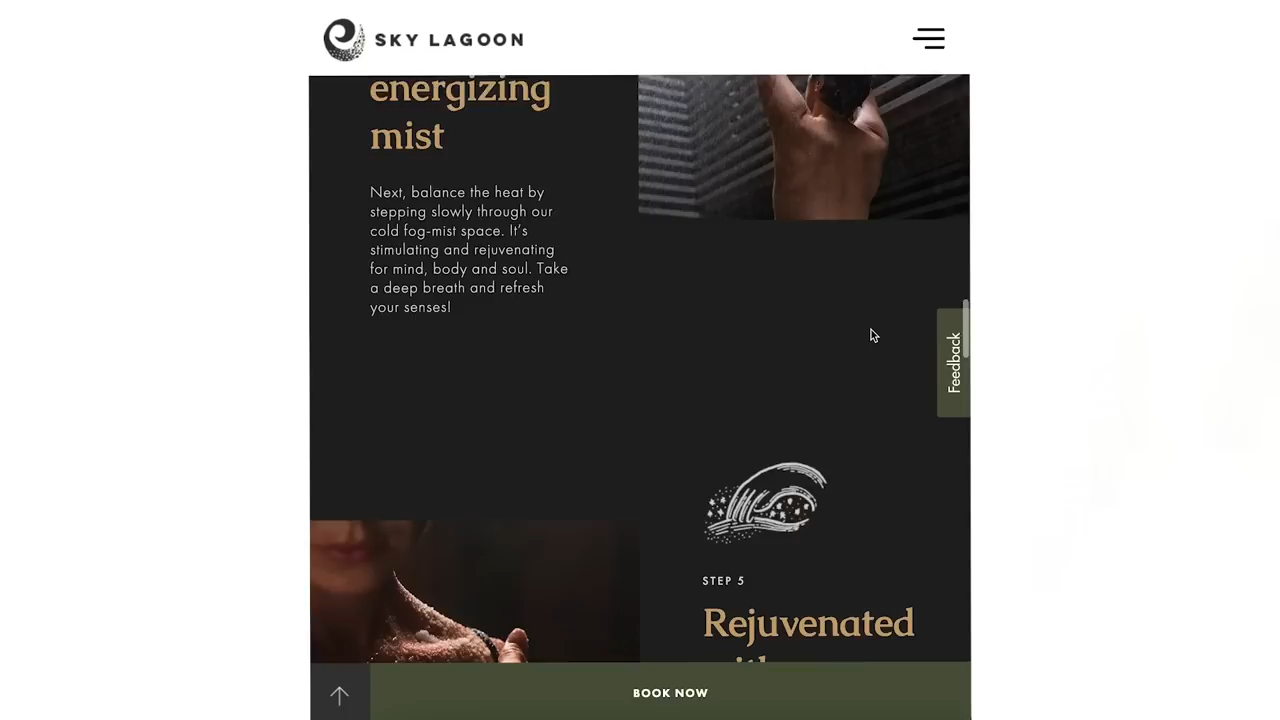 SKY LAGOON
energizing
mist
Next, balance the heat by
stepping slowly through our
cold fog-mist space. It's
stimulating and rejuvenating
for mind, body and soul. Take
a deep breath and refresh
your senses!
Feedback
STEP 5
Rejuvenated
BOOK NOW